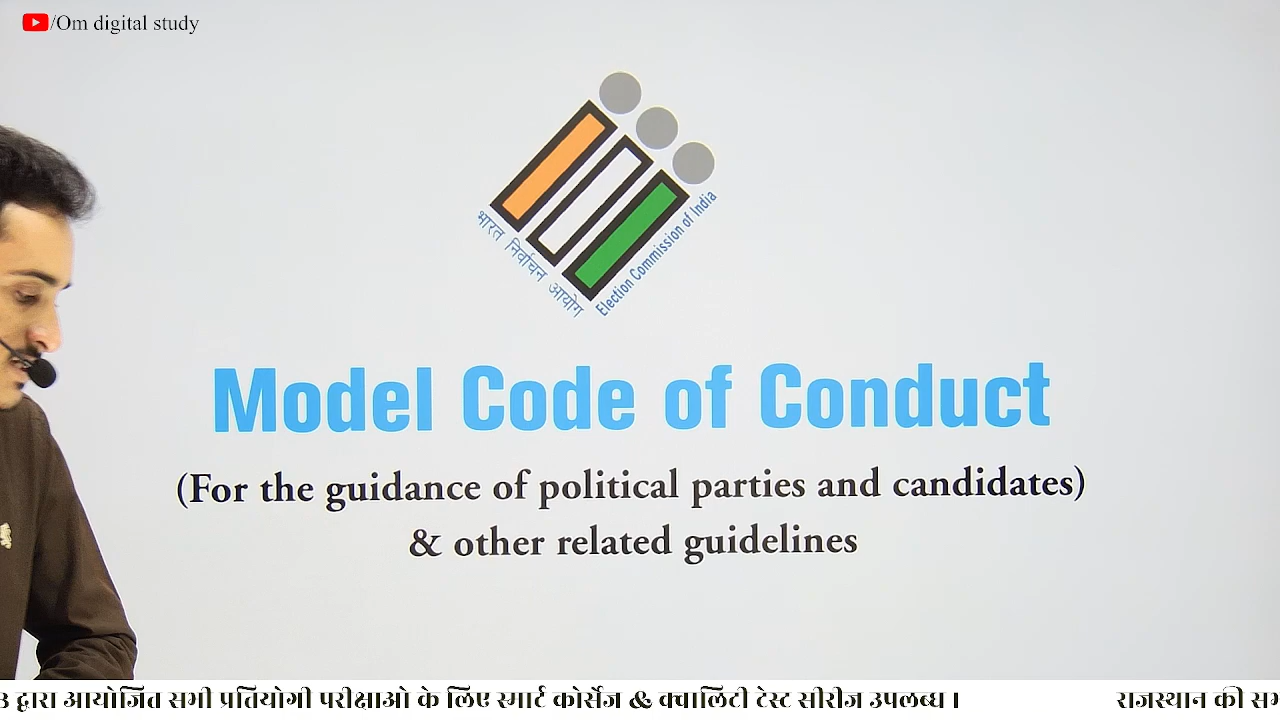 /Om digital study
भारत निर्वाचन आयोग
Election Commission of India
Model Code of Conduct
(For the guidance of political parties and candidates)
& other related guidelines
द्वारा आयोजित सभी प्रतियोगी परीक्षाओ के लिए स्मार्ट कोर्सेज & क्वालिटी टेस्ट सीरीज उपलब्ध । राजस्थान की